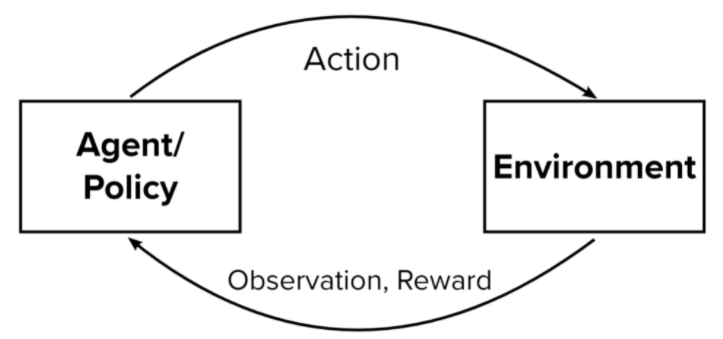 Action
Agent/
Policy
Environment
Observation, Reward